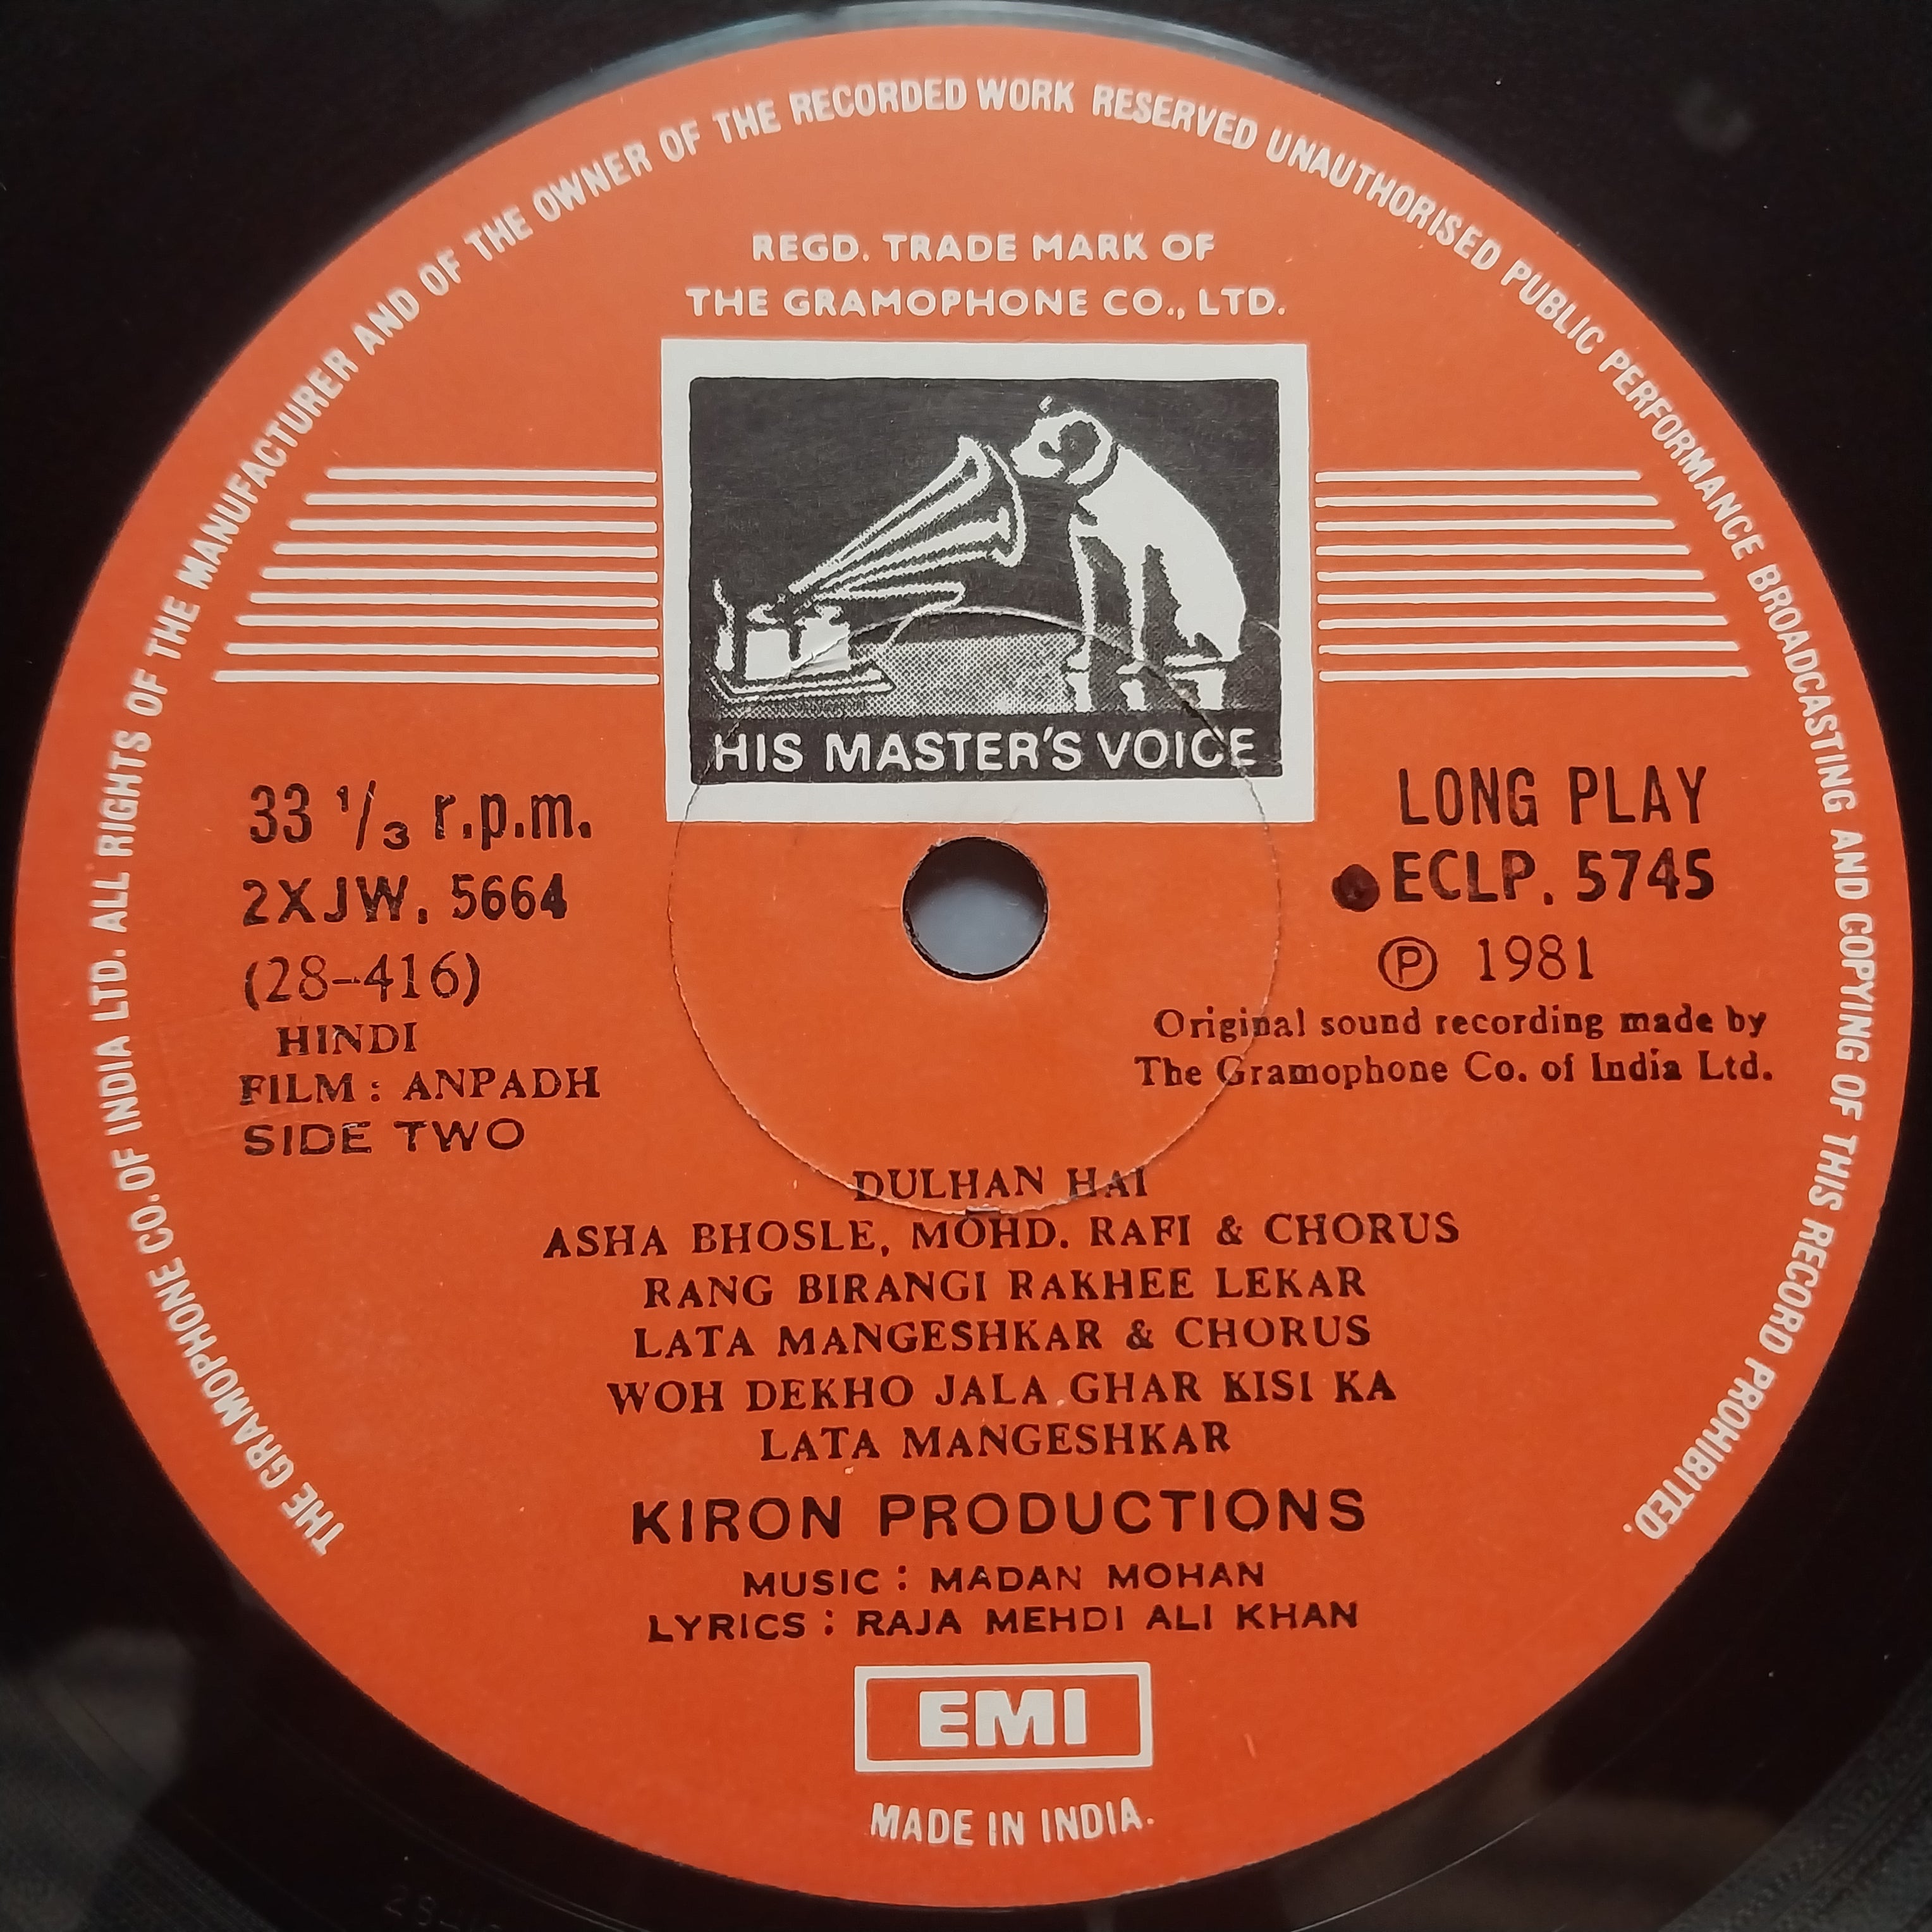 THE GRAMOPHONE CO. OF INDIA LTD. ALL RIGHTS OF THE MANUFACTURER AND OF THE OWNER OF THE RECORDED WORK RESERVED UNAUTHORISED PUBLIC PERFORMANCE BROADCASTING AND COPYING OF THIS RECORD PROHIBITED.
REGD. TRADE MARK OF
THE GRAMOPHONE CO., LTD.
HIS MASTER'S VOICE
33 1/3 r.p.m.
2XJW. 5664
(28-416)
HINDI
FILM : ANPADH
SIDE TWO
LONG PLAY
●ECLP. 5745
Ⓟ 1981
Original sound recording made by
The Gramophone Co. of India Ltd.
DULHAN HAI
ASHA BHOSLE, MOHD. RAFI & CHORUS
RANG BIRANGI RAKHEE LEKAR
LATA MANGESHKAR & CHORUS
WOH DEKHO JALA GHAR KISI KA
LATA MANGESHKAR
KIRON PRODUCTIONS
MUSIC : MADAN MOHAN
LYRICS : RAJA MEHDI ALI KHAN
EMI
MADE IN INDIA.